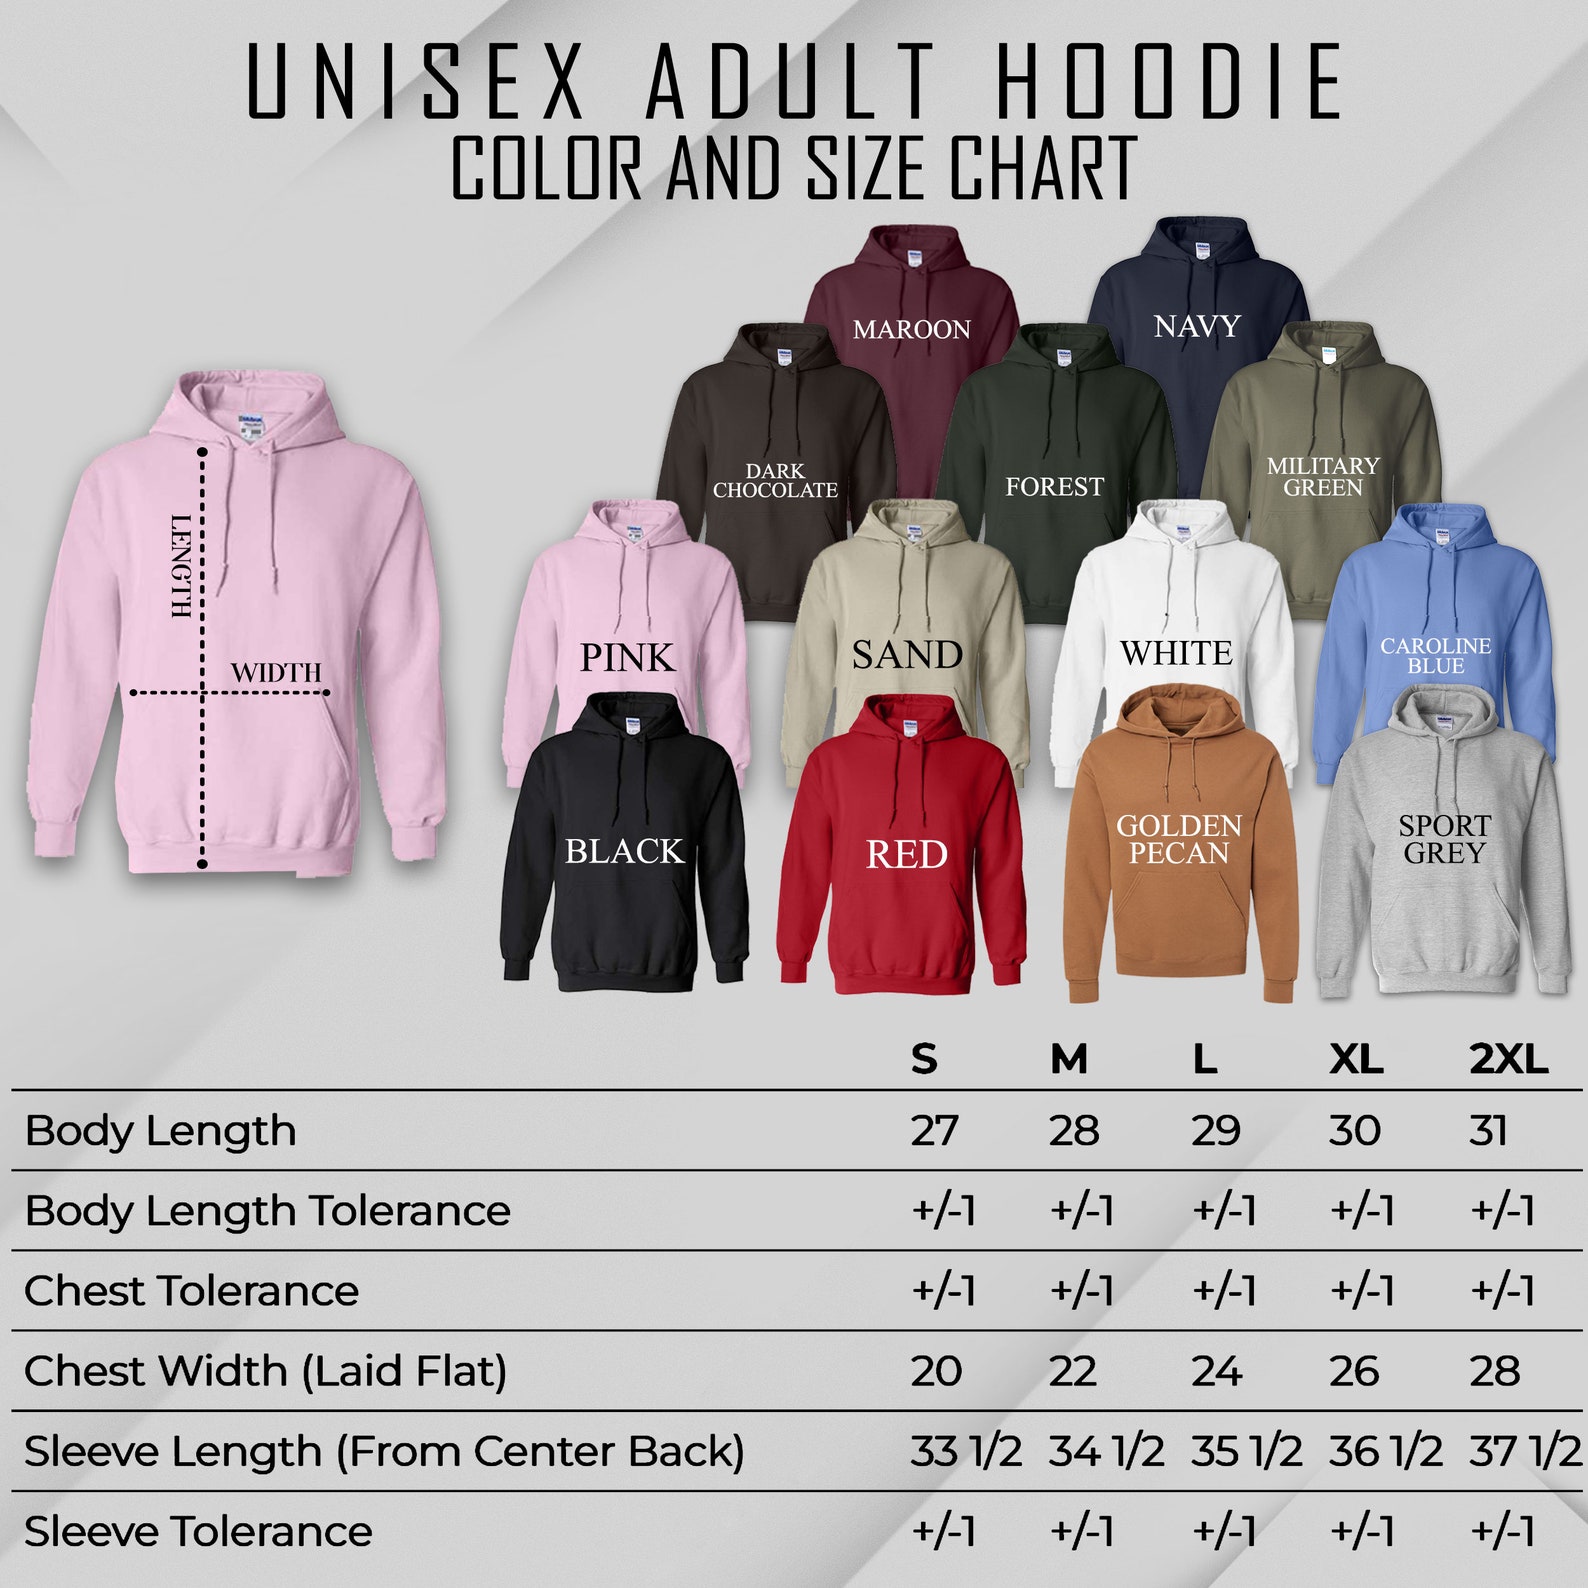 UNISEX ADULT HOODIE
COLOR AND SIZE CHART
MAROON
NAVY
DARK
CHOCOLATE
FOREST
MILITARY
GREEN
PINK
SAND
WHITE
CAROLINE
BLUE
BLACK
RED
GOLDEN
PECAN
SPORT
GREY
LENGTH
WIDTH
S M L XL 2XL
Body Length 27 28 29 30 31
Body Length Tolerance +/-1 +/-1 +/-1 +/-1 +/-1
Chest Tolerance +/-1 +/-1 +/-1 +/-1 +/-1
Chest Width (Laid Flat) 20 22 24 26 28
Sleeve Length (From Center Back) 33 1/2 34 1/2 35 1/2 36 1/2 37 1/2
Sleeve Tolerance +/-1 +/-1 +/-1 +/-1 +/-1